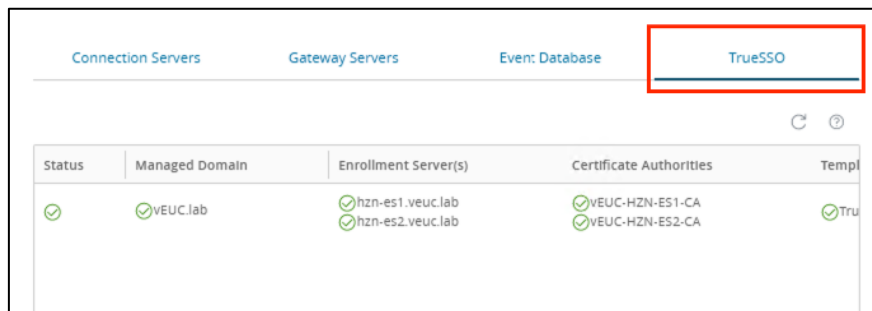 Connection Servers Gateway Servers Event Database TrueSSO
Status Managed Domain Enrollment Server(s) Certificate Authorities Templ
vEUC.lab hzn-es1.veuc.lab vEUC-HZN-ES1-CA Tru
hzn-es2.veuc.lab vEUC-HZN-ES2-CA